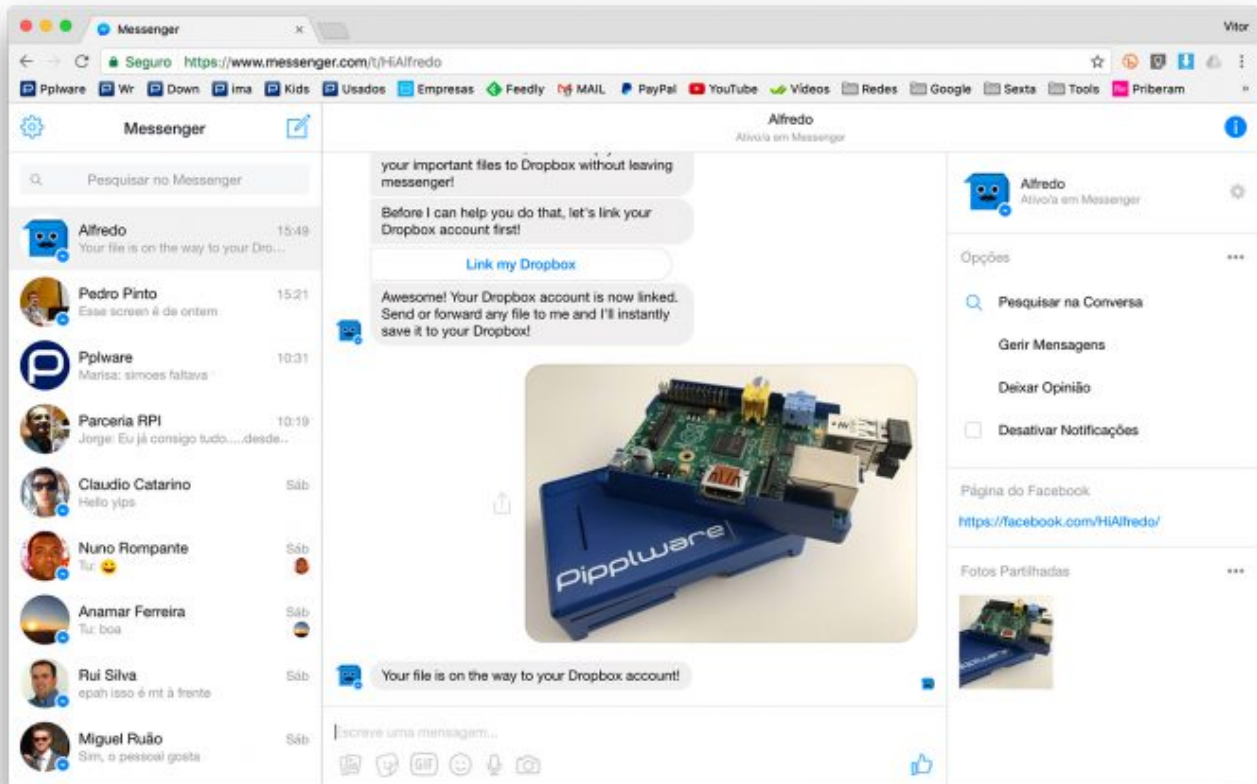 Messenger
Vitor
Seguro https://www.messenger.com/t/HiAlfredo
Pplware Wr Down ima Kids Usados Empresas Feedly MAIL PayPal YouTube Vídeos Redes Google Sexta Tools Priberam
Messenger
Pesquisar no Messenger
Alfredo 15:49
Your file is on the way to your Dro...
Pedro Pinto 15:21
Esse screen é de ontem
Pplware 10:31
Marisa: simoes faltava
Parceria RPI 10:19
Jorge: Eu já consigo tudo.....desde..
Claudio Catarino Sáb
Hello yips
Nuno Rompante Sáb
Tu: 😀
Anamar Ferreira Sáb
Tu: boa
Rui Silva Sáb
epah isso é mt à frente
Miguel Ruão Sáb
Sim, o pessoal gosta
Alfredo
Ativo/a em Messenger
your important files to Dropbox without leaving
messenger!
Before I can help you do that, let's link your
Dropbox account first!
Link my Dropbox
Awesome! Your Dropbox account is now linked.
Send or forward any file to me and I'll instantly
save it to your Dropbox!
Pipplware
Your file is on the way to your Dropbox account!
Escreve uma mensagem...
GIF
Alfredo
Ativo/a em Messenger
Opções
Pesquisar na Conversa
Gerir Mensagens
Deixar Opinião
Desativar Notificações
Página do Facebook
https://facebook.com/HiAlfredo/
Fotos Partilhadas